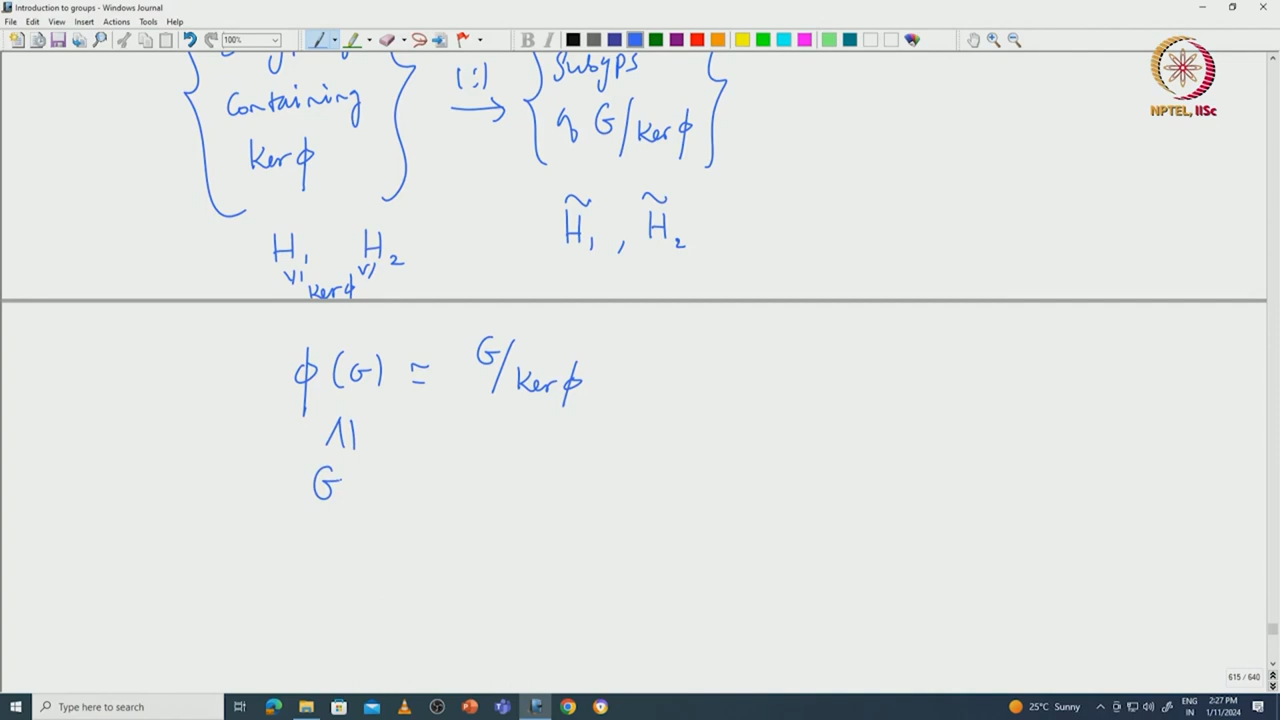 Introduction to groups - Windows Journal
File Edit View Insert Actions Tools Help
100%
B I
NPTEL, IISc
1:1
Subgps
Containing
of G/Ker ϕ
Ker ϕ
H̃₁ , H̃₂
H₁ H₂
∨| ∨|
Ker ϕ
ϕ (G) ≃ G/Ker ϕ
∧|
G
615 / 640
Type here to search
25°C Sunny
ENG
IN
2:27 PM
1/11/2024